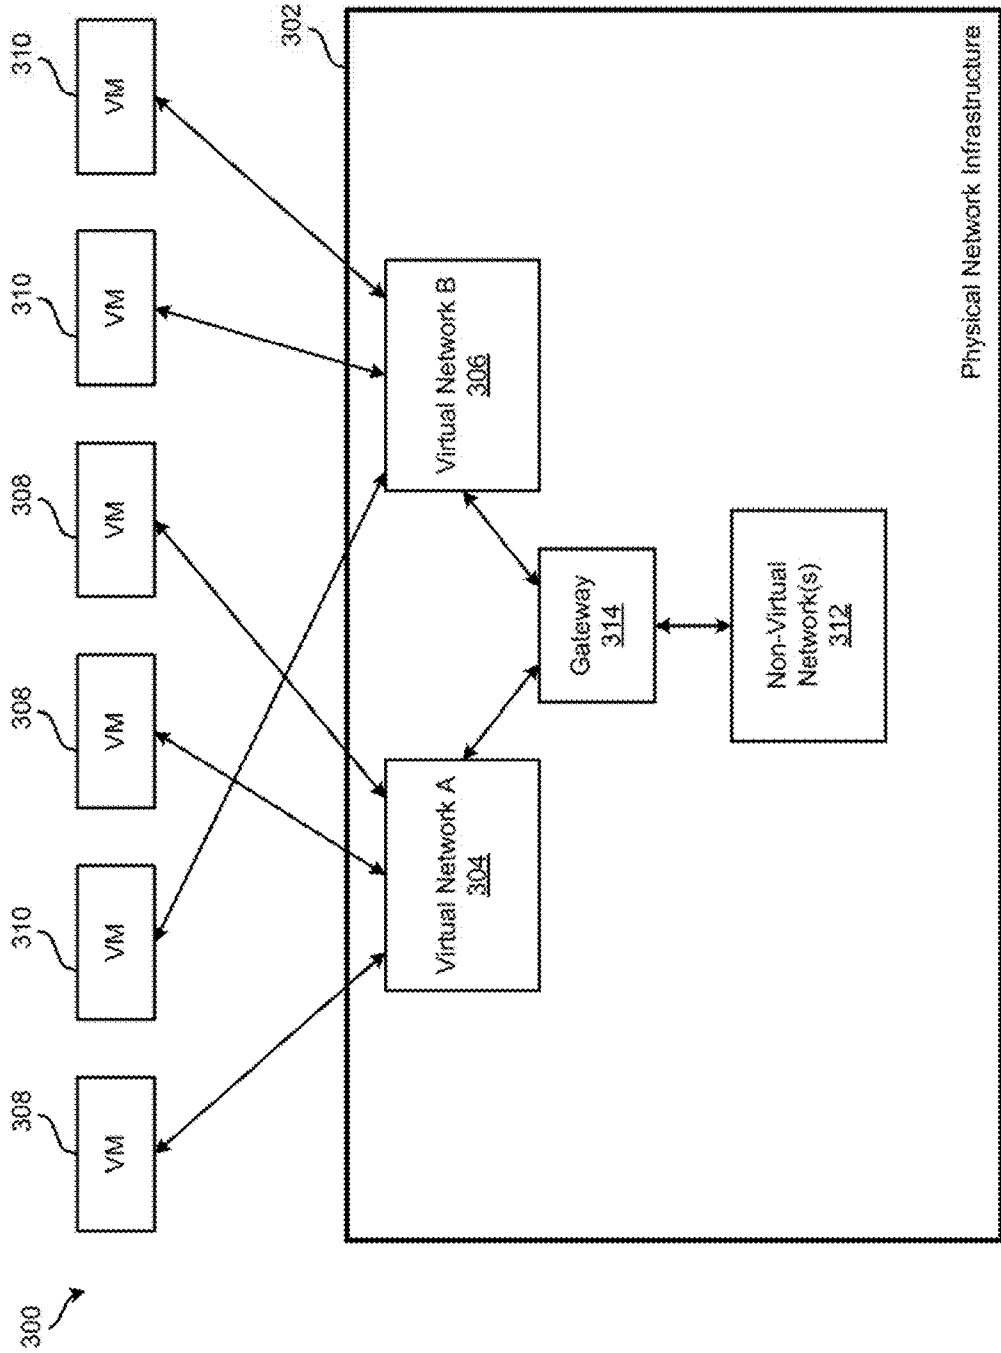 300
308
310
308
308
310
310
VM
VM
VM
VM
VM
VM
302
Virtual Network A
304
Virtual Network B
306
Gateway
314
Non-Virtual
Network(s)
312
Physical Network Infrastructure